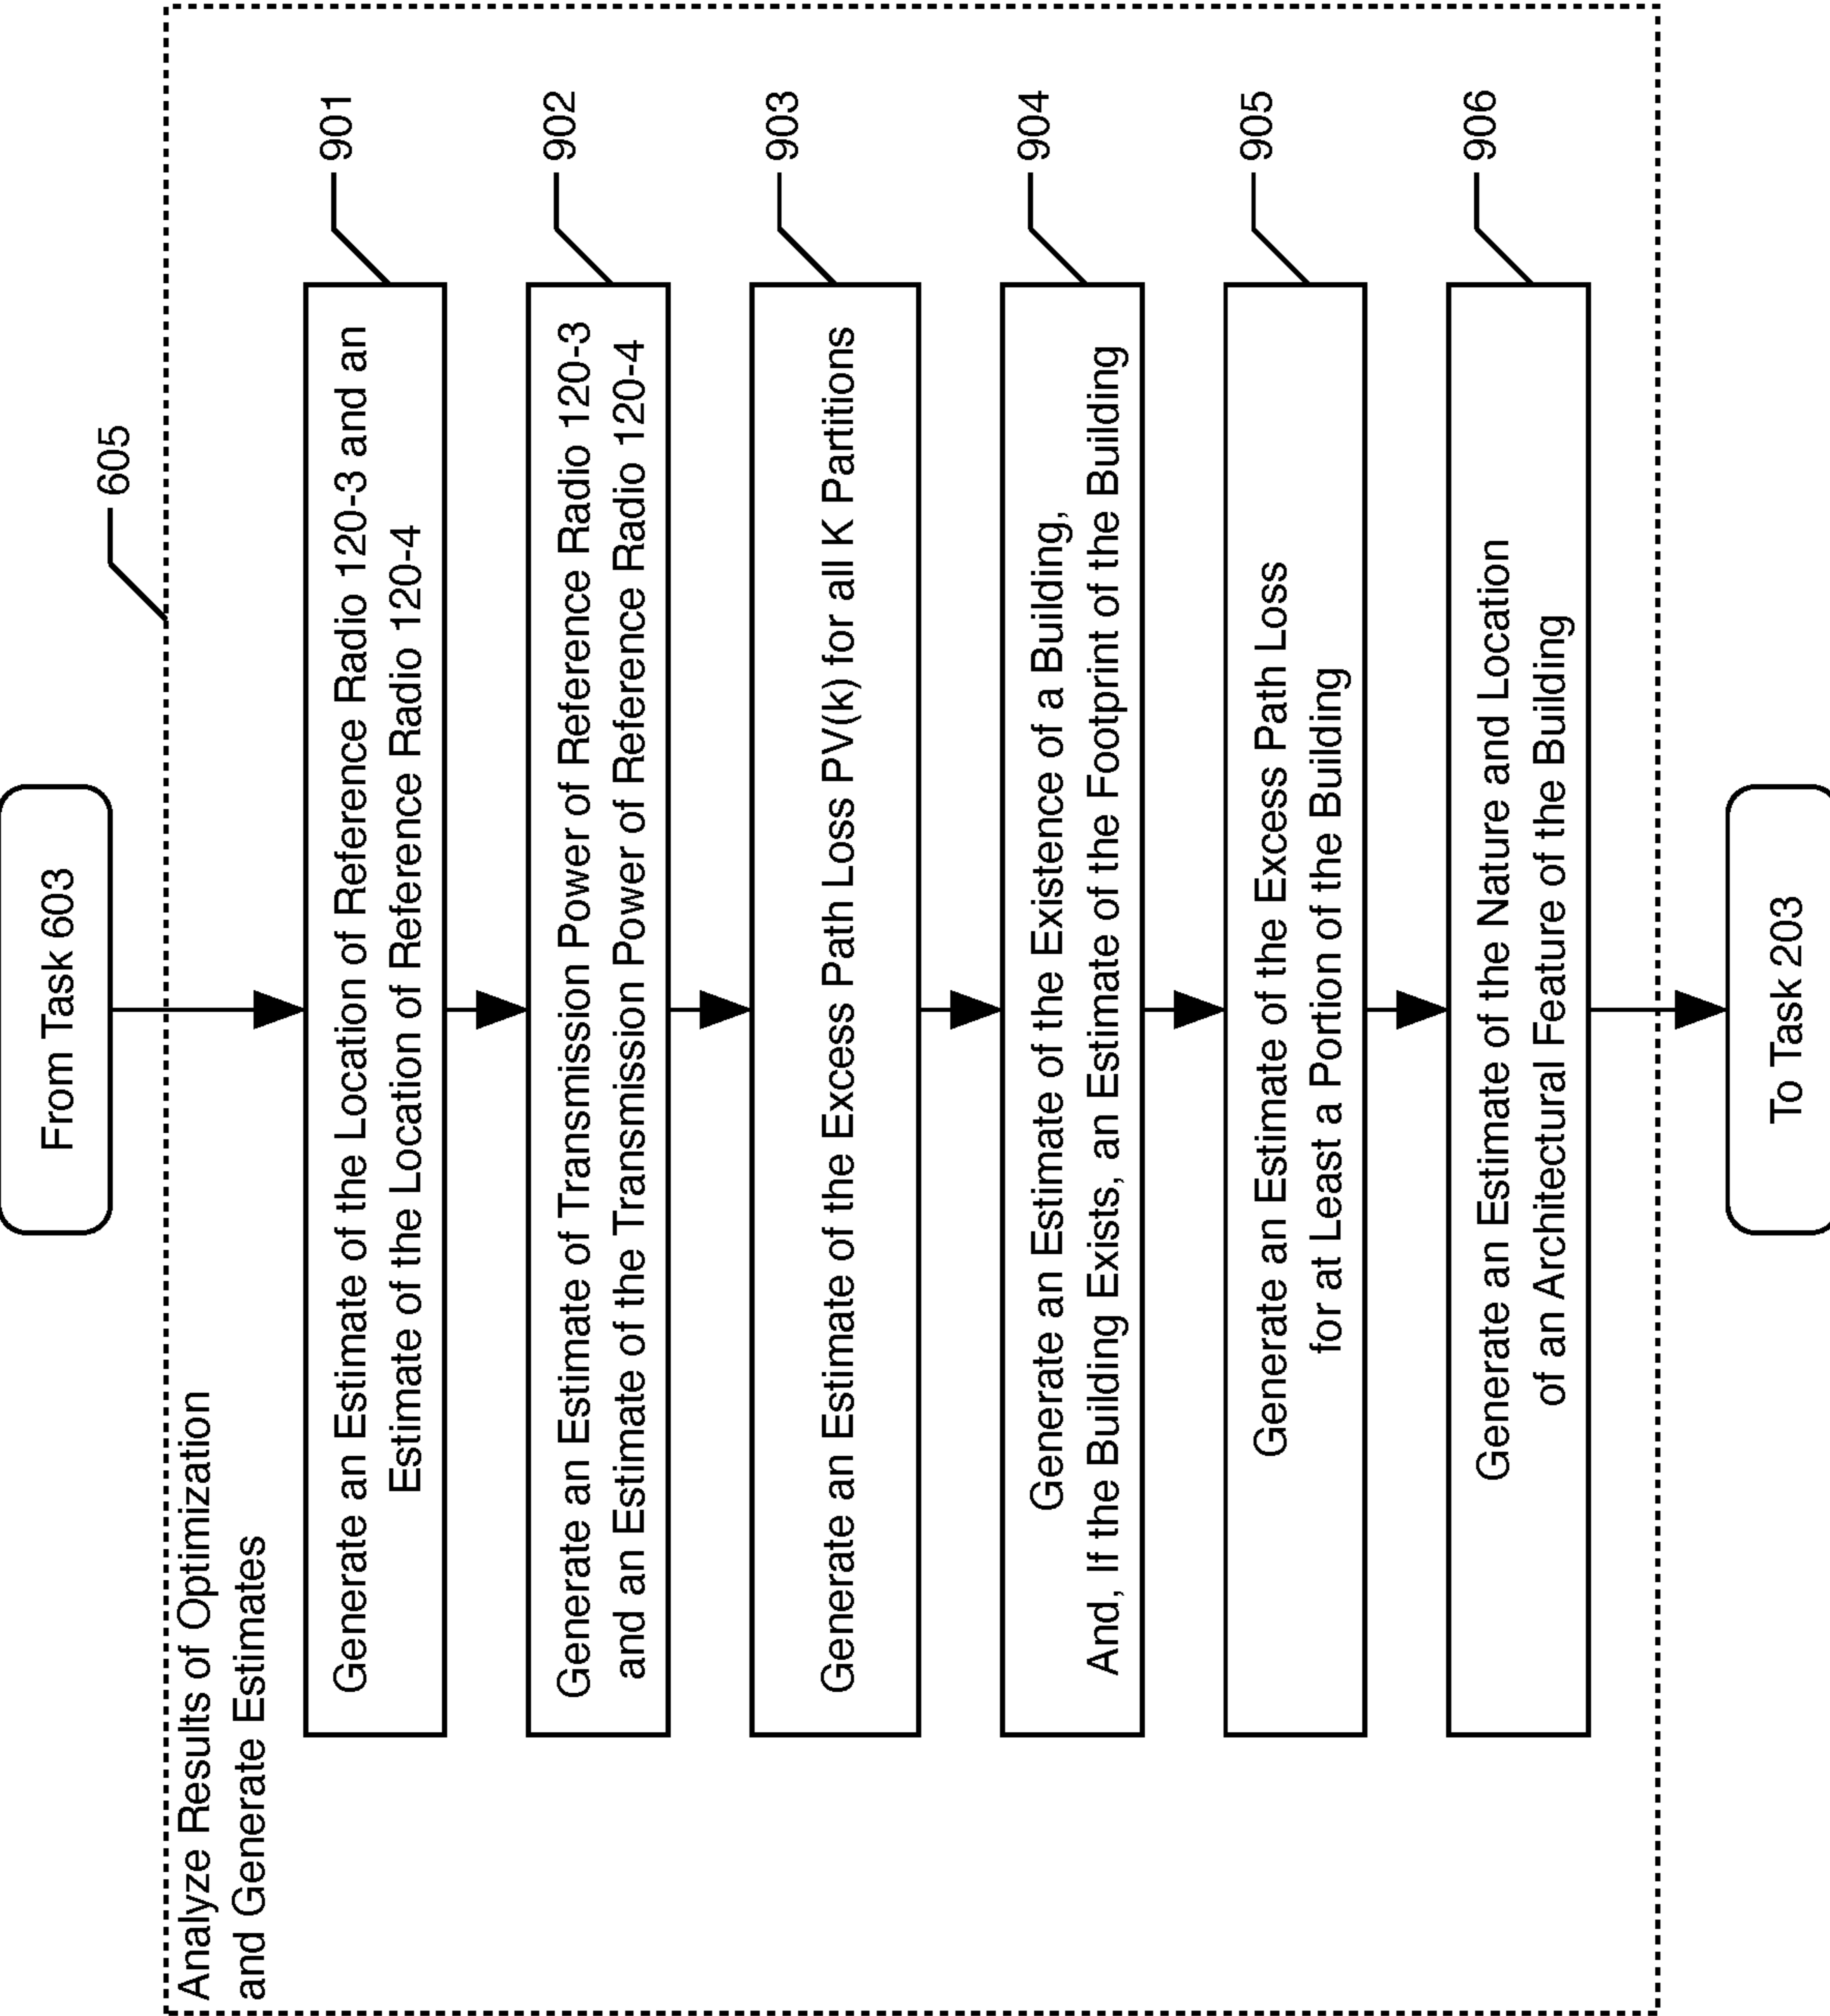 From Task 603
605
Analyze Results of Optimization
and Generate Estimates
901
Generate an Estimate of the Location of Reference Radio 120-3 and an
Estimate of the Location of Reference Radio 120-4
902
Generate an Estimate of Transmission Power of Reference Radio 120-3
and an Estimate of the Transmission Power of Reference Radio 120-4
903
Generate an Estimate of the Excess Path Loss PV(k) for all K Partitions
904
Generate an Estimate of the Existence of a Building,
And, If the Building Exists, an Estimate of the Footprint of the Building
905
Generate an Estimate of the Excess Path Loss
for at Least a Portion of the Building
906
Generate an Estimate of the Nature and Location
of an Architectural Feature of the Building
To Task 203